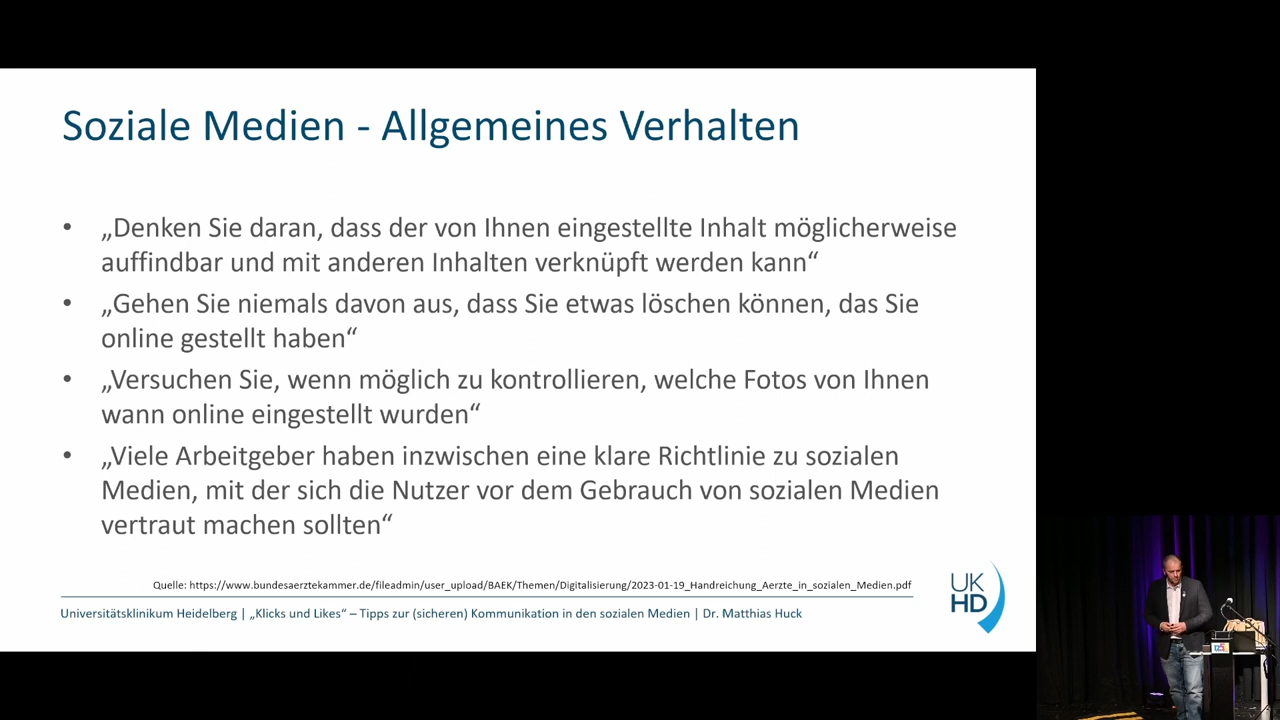 Soziale Medien - Allgemeines Verhalten
• „Denken Sie daran, dass der von Ihnen eingestellte Inhalt möglicherweise
auffindbar und mit anderen Inhalten verknüpft werden kann“
• „Gehen Sie niemals davon aus, dass Sie etwas löschen können, das Sie
online gestellt haben“
• „Versuchen Sie, wenn möglich zu kontrollieren, welche Fotos von Ihnen
wann online eingestellt wurden“
• „Viele Arbeitgeber haben inzwischen eine klare Richtlinie zu sozialen
Medien, mit der sich die Nutzer vor dem Gebrauch von sozialen Medien
vertraut machen sollten“
Quelle: https://www.bundesaerztekammer.de/fileadmin/user_upload/BAEK/Themen/Digitalisierung/2023-01-19_Handreichung_Aerzte_in_sozialen_Medien.pdf
Universitätsklinikum Heidelberg | „Klicks und Likes“ – Tipps zur (sicheren) Kommunikation in den sozialen Medien | Dr. Matthias Huck
UK
HD